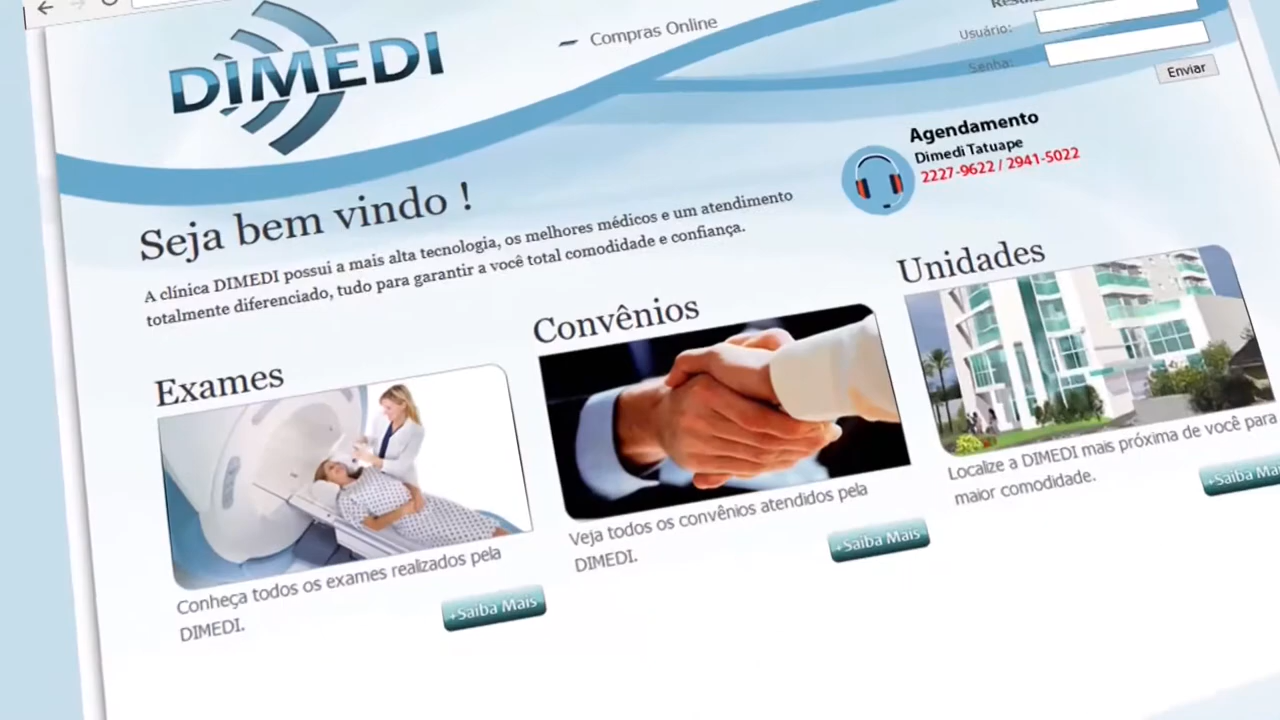 DIMEDI
Compras Online
Usuário:
Senha:
Enviar
Agendamento
Dimedi Tatuape
2227-9622 / 2941-5022
Seja bem vindo !
A clínica DIMEDI possui a mais alta tecnologia, os melhores médicos e um atendimento
totalmente diferenciado, tudo para garantir a você total comodidade e confiança.
Exames
Conheça todos os exames realizados pela
DIMEDI.
+Saiba Mais
Convênios
Veja todos os convênios atendidos pela
DIMEDI.
+Saiba Mais
Unidades
Localize a DIMEDI mais próxima de você para
maior comodidade.
+Saiba Ma